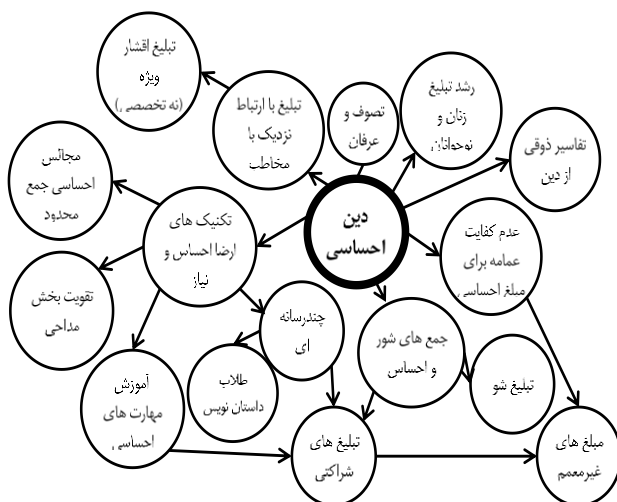 تبلیغ اقشار
ویژه
(نه تخصصی)
تبلیغ با ارتباط
نزدیک با
مخاطب
تصوف و
عرفان
رشد تبلیغ
زنان و
نوجوانان
تفاسیر ذوقی
از دین
مجالس
احساسی جمع
محدود
تکنیک های
ارضا احساس و
نیاز
دین
احساسی
عدم کفایت
عمامه برای
مبلغ احساسی
تقویت بخش
مداحی
چندرسانه
ای
جمع های شور
و احساس
آموزش
مهارت های
احساسی
طلاب
داستان نویس
تبلیغ شو
تبلیغ های
شراکتی
مبلغ های
غیرمعمم